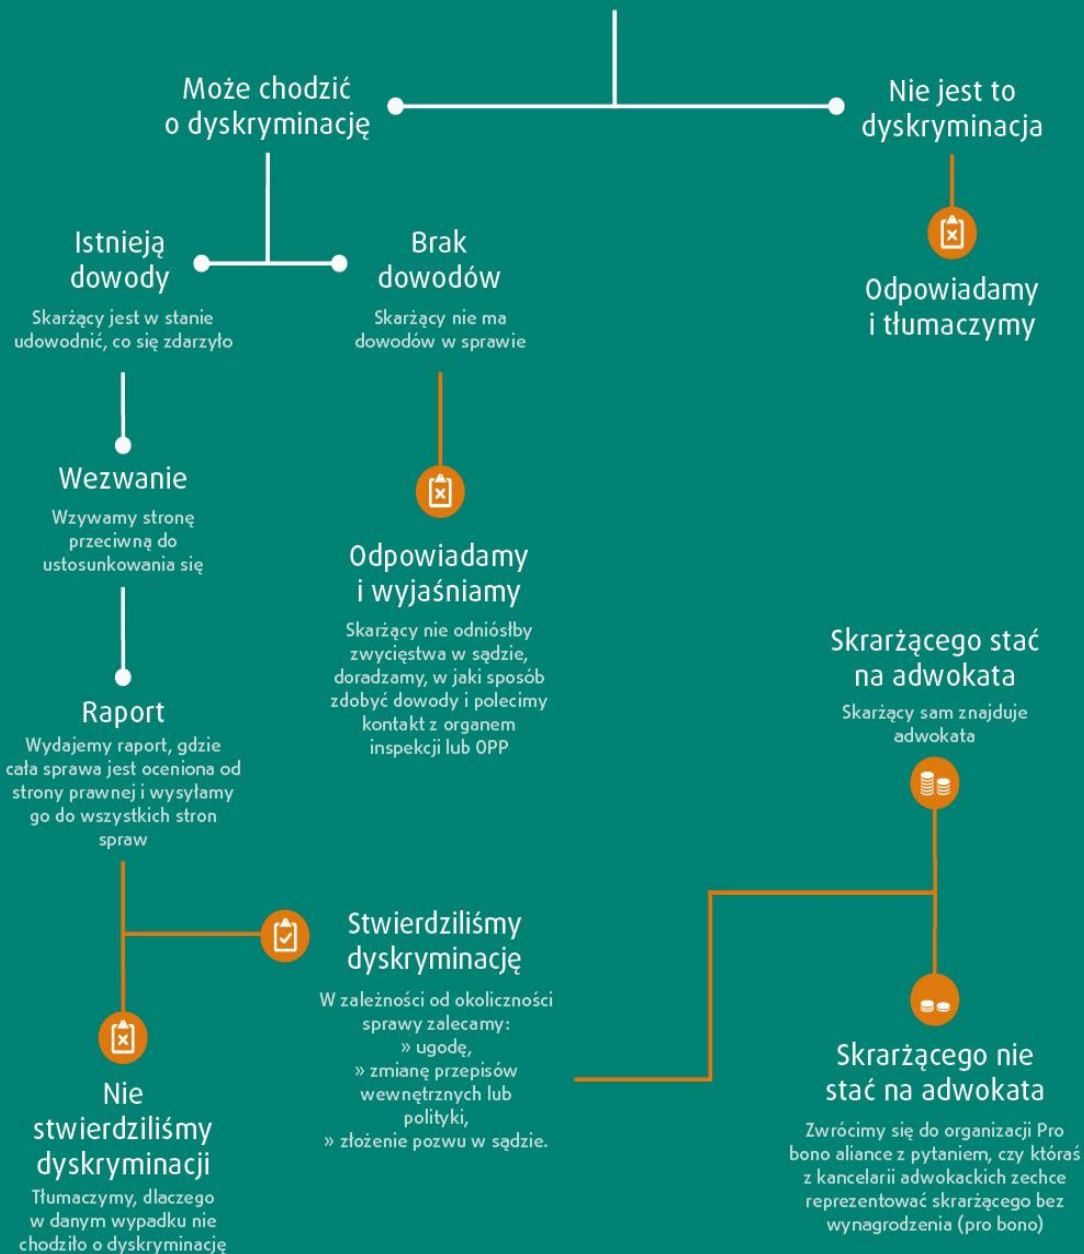 Może chodzić
o dyskryminację
Nie jest to
dyskryminacja
Istnieją
dowody
Skarżący jest w stanie
udowodnić, co się zdarzyło
Brak
dowodów
Skarżący nie ma
dowodów w sprawie
Odpowiadamy
i tłumaczymy
Wezwanie
Wzywamy stronę
przeciwną do
ustosunkowania się
Odpowiadamy
i wyjaśniamy
Skarżący nie odniósłby
zwycięstwa w sądzie,
doradzamy, w jaki sposób
zdobyć dowody i polecimy
kontakt z organem
inspekcji lub OPP
Raport
Wydajemy raport, gdzie
cała sprawa jest oceniona od
strony prawnej i wysyłamy
go do wszystkich stron
spraw
Skrarżącego stać
na adwokata
Skarżący sam znajduje
adwokata
Stwierdziliśmy
dyskryminację
W zależności od okoliczności
sprawy zalecamy:
» ugodę,
» zmianę przepisów
wewnętrznych lub
polityki,
» złożenie pozwu w sądzie.
Nie
stwierdziliśmy
dyskryminacji
Tłumaczymy, dlaczego
w danym wypadku nie
chodziło o dyskryminację
Skrarżącego nie
stać na adwokata
Zwrócimy się do organizacji Pro
bono aliance z pytaniem, czy któraś
z kancelarii adwokackich zechce
reprezentować skrarżącego bez
wynagrodzenia (pro bono)